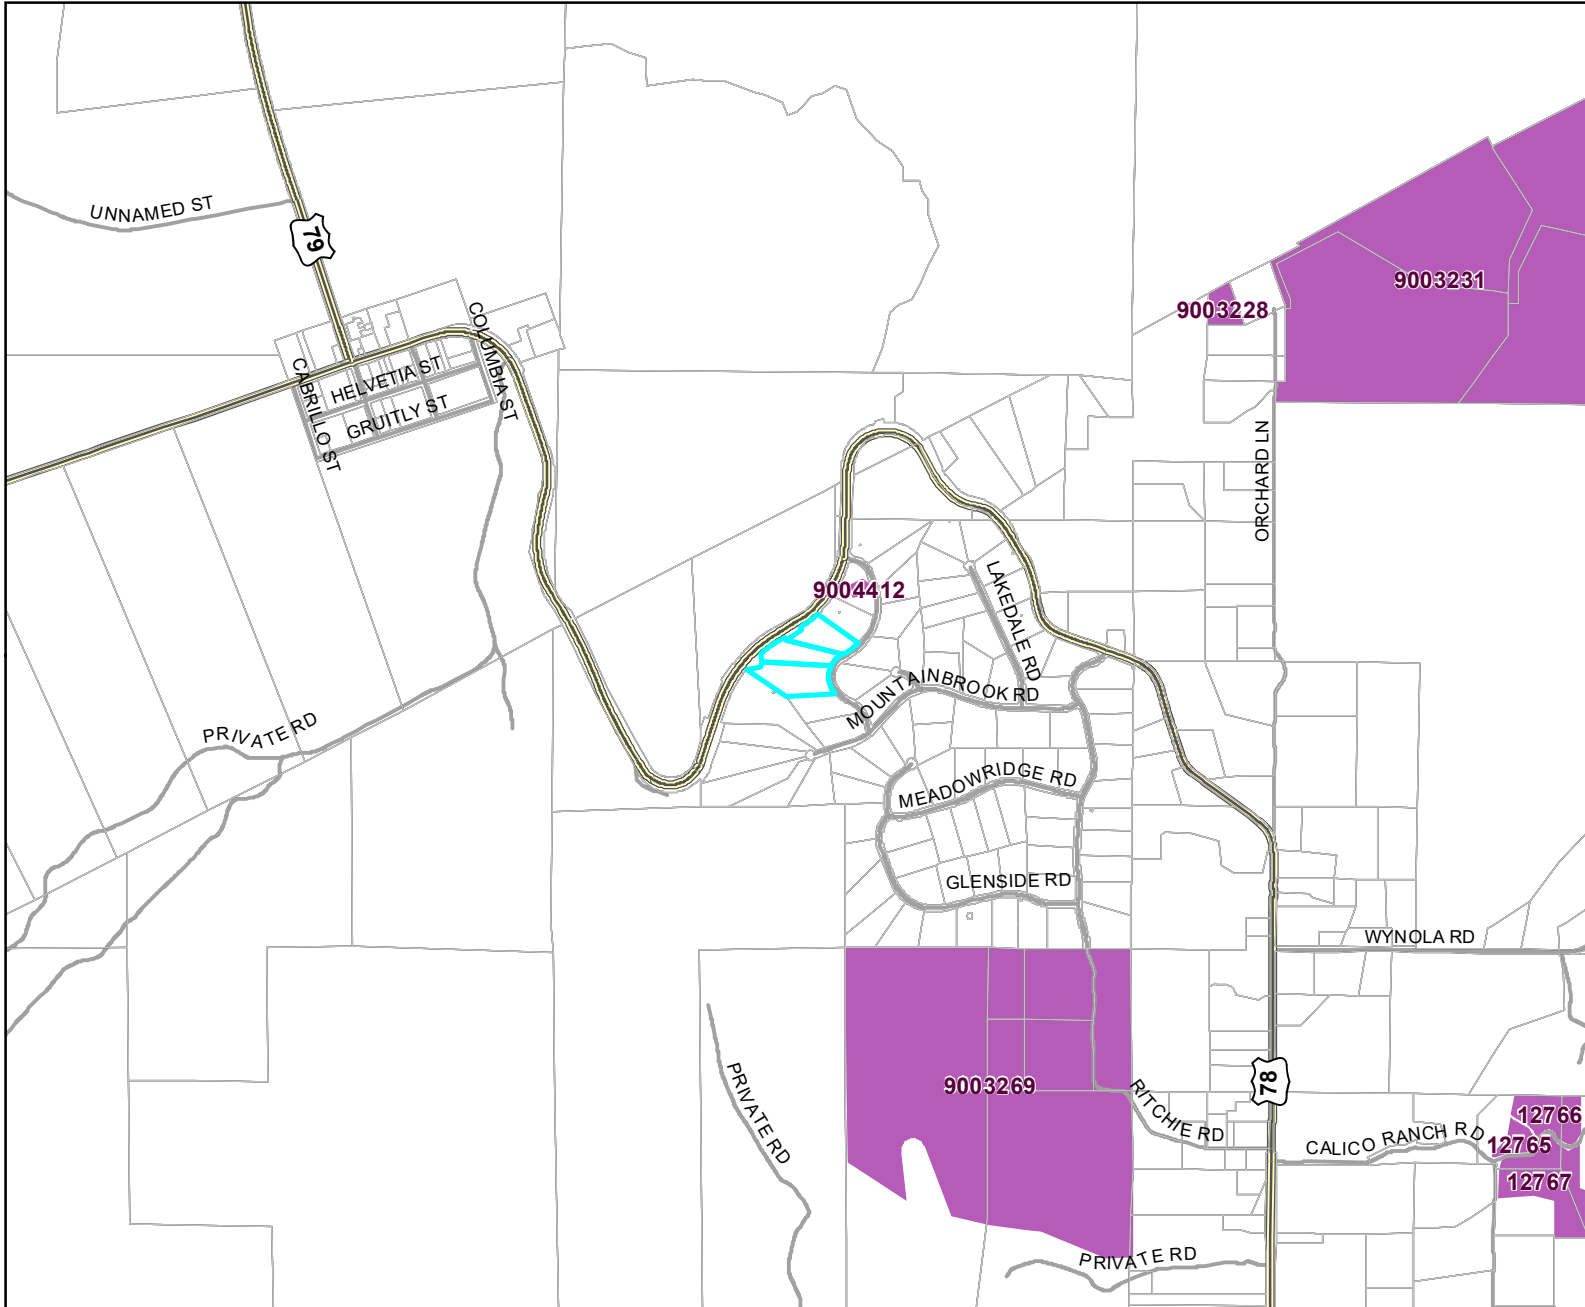 UNNAMED ST
79
9003231
9003228
COLUMBIA ST
CABRILLO ST
HELVETIA ST
GRUITLY ST
ORCHARD LN
9004412
LAKEDALE RD
MOUNTAINBROOK RD
PRIVATE RD
MEADOWRIDGE RD
GLENSIDE RD
WYNOLA RD
9003269
78
PRIVATE RD
RITCHIE RD
12766
CALICO RANCH RD
12765
12767
PRIVATE RD